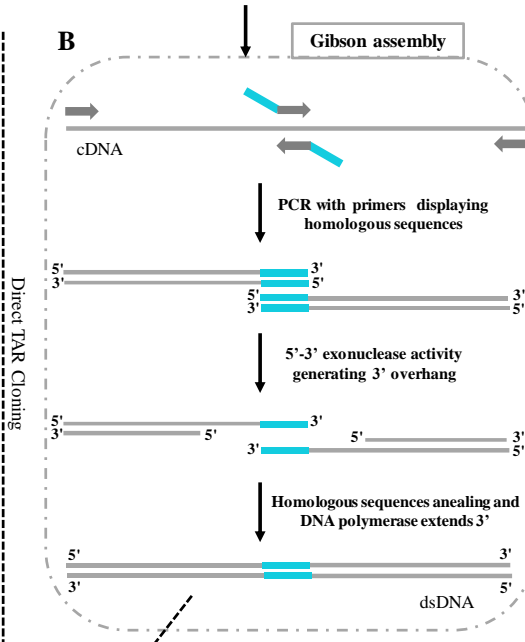 B
Gibson assembly
cDNA
PCR with primers displaying
homologous sequences
5' 3'
3' 5'
5' 3'
3' 5'
Direct TAR Cloning
5'-3' exonuclease activity
generating 3' overhang
5' 3'
3' 5' 5' 3'
3' 5'
Homologous sequences anealing and
DNA polymerase extends 3'
5' 3'
3' 5'
dsDNA